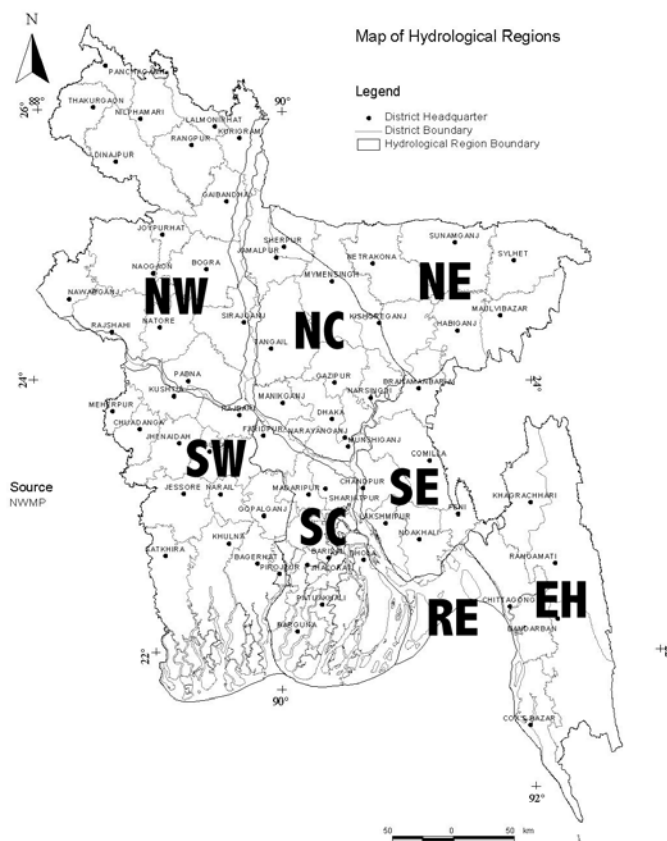 N
Map of Hydrological Regions
Legend
District Headquarter
District Boundary
Hydrological Region Boundary
26°
88°
90°
PANCHAGARH
THAKURGAON
NILPHAMARI
LALMONIRHAT
KURIGRAM
RANGPUR
DINAJPUR
GAIBANDHA
JOYPURHAT
SHERPUR
JAMALPUR
SUNAMGANJ
SYLHET
NETRAKONA
NAOGAON
BOGRA
MYMENSINGH
NW
NE
NAWABGANJ
MAULVIBAZAR
RAJSHAHI
NATORE
SIRAJGANJ
NC
KISHOREGANJ
HABIGANJ
TANGAIL
24°
PABNA
GAZIPUR
24°
KUSHTIA
NARSINGDI
BRAHAMANBARIA
MEHERPUR
RAJBARI
MANIKGANJ
DHAKA
CHUADANGA
FARIDPUR
NARAYANGANJ
MUNSHIGANJ
JHENAIDAH
SW
COMILLA
Source
NWMP
JESSORE
NARAIL
MADARIPUR
SHARIATPUR
CHANDPUR
SE
KHAGRACHHARI
GOPALGANJ
SC
LAKSHMIPUR
FENI
KHULNA
NOAKHALI
SATKHIRA
BAGERHAT
PIROJPUR
BARISAL
JHALOKATI
BHOLA
RANGAMATI
PATUAKHALI
RE
CHITTAGONG
EH
BARGUNA
BANDARBAN
22°
90°
COX'S BAZAR
92°
50
0
50
km